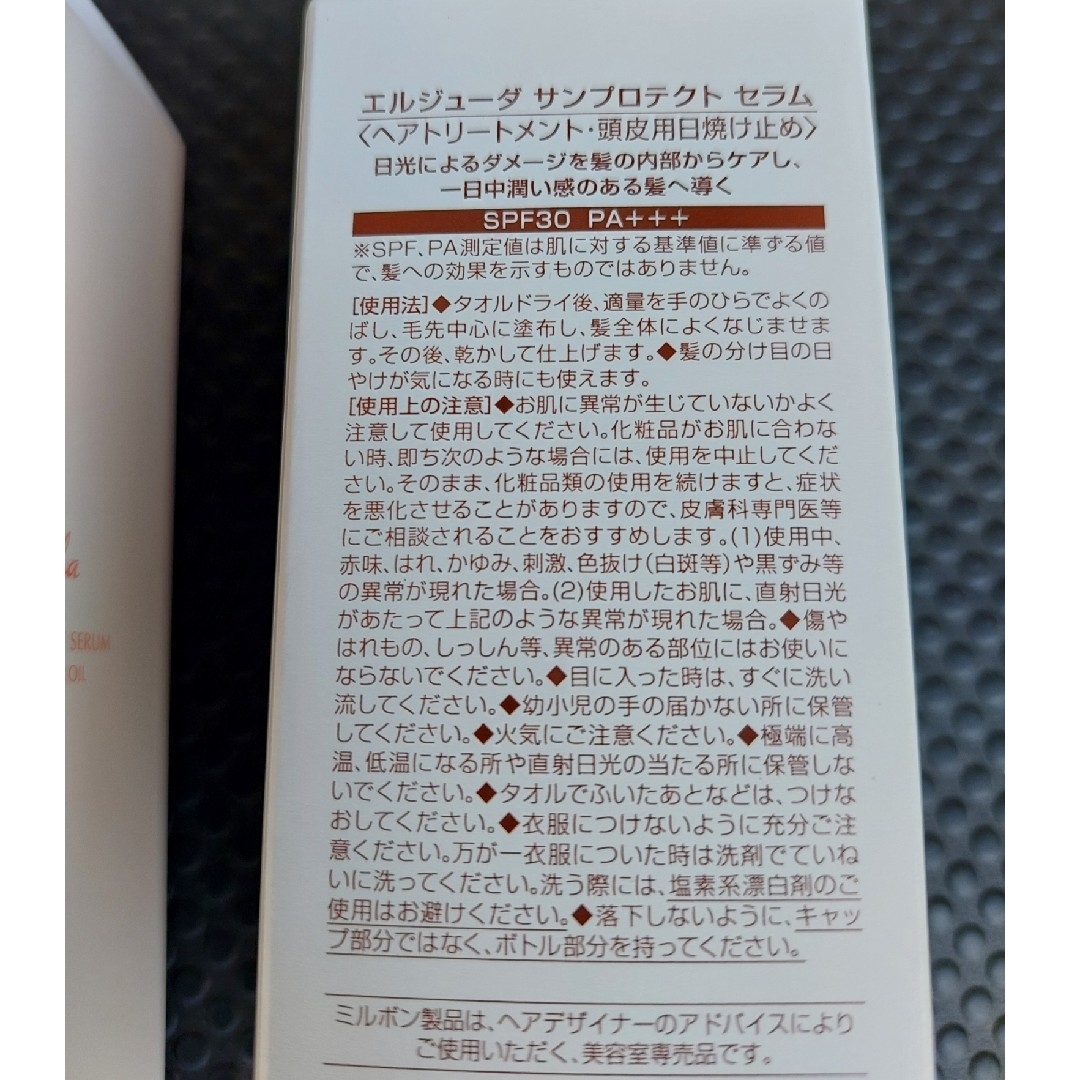 エルジューダ サンプロテクト セラム
〈ヘアトリートメント・頭皮用日焼け止め〉
日光によるダメージを髪の内部からケアし、
一日中潤い感のある髪へ導く
SPF30 PA+++
※SPF、PA測定値は肌に対する基準値に準ずる値
で、髪への効果を示すものではありません。
[使用法]◆タオルドライ後、適量を手のひらでよくの
ばし、毛先中心に塗布し、髪全体によくなじませま
す。その後、乾かして仕上げます。◆髪の分け目の日
やけが気になる時にも使えます。
[使用上の注意]◆お肌に異常が生じていないかよく
注意して使用してください。化粧品がお肌に合わな
い時、即ち次のような場合には、使用を中止してくだ
さい。そのまま、化粧品類の使用を続けますと、症状
を悪化させることがありますので、皮膚科専門医等
にご相談されることをおすすめします。(1)使用中、
赤味、はれ、かゆみ、刺激、色抜け(白斑等)や黒ずみ等
の異常が現れた場合。(2)使用したお肌に、直射日光
があたって上記のような異常が現れた場合。◆傷や
はれもの、しっしん等、異常のある部位にはお使いに
ならないでください。◆目に入った時は、すぐに洗い
流してください。◆幼小児の手の届かない所に保管
してください。◆火気にご注意ください。◆極端に高
温、低温になる所や直射日光の当たる所に保管しな
いでください。◆タオルでふいたあとなどは、つけな
おしてください。◆衣服につけないように充分ご注
意ください。万が一衣服についた時は洗剤でていね
いに洗ってください。洗う際には、塩素系漂白剤のご
使用はお避けください。◆落下しないように、キャッ
プ部分ではなく、ボトル部分を持ってください。
ミルボン製品は、ヘアデザイナーのアドバイスにより
ご使用いただく、美容室専売品です。
SERUM
OIL